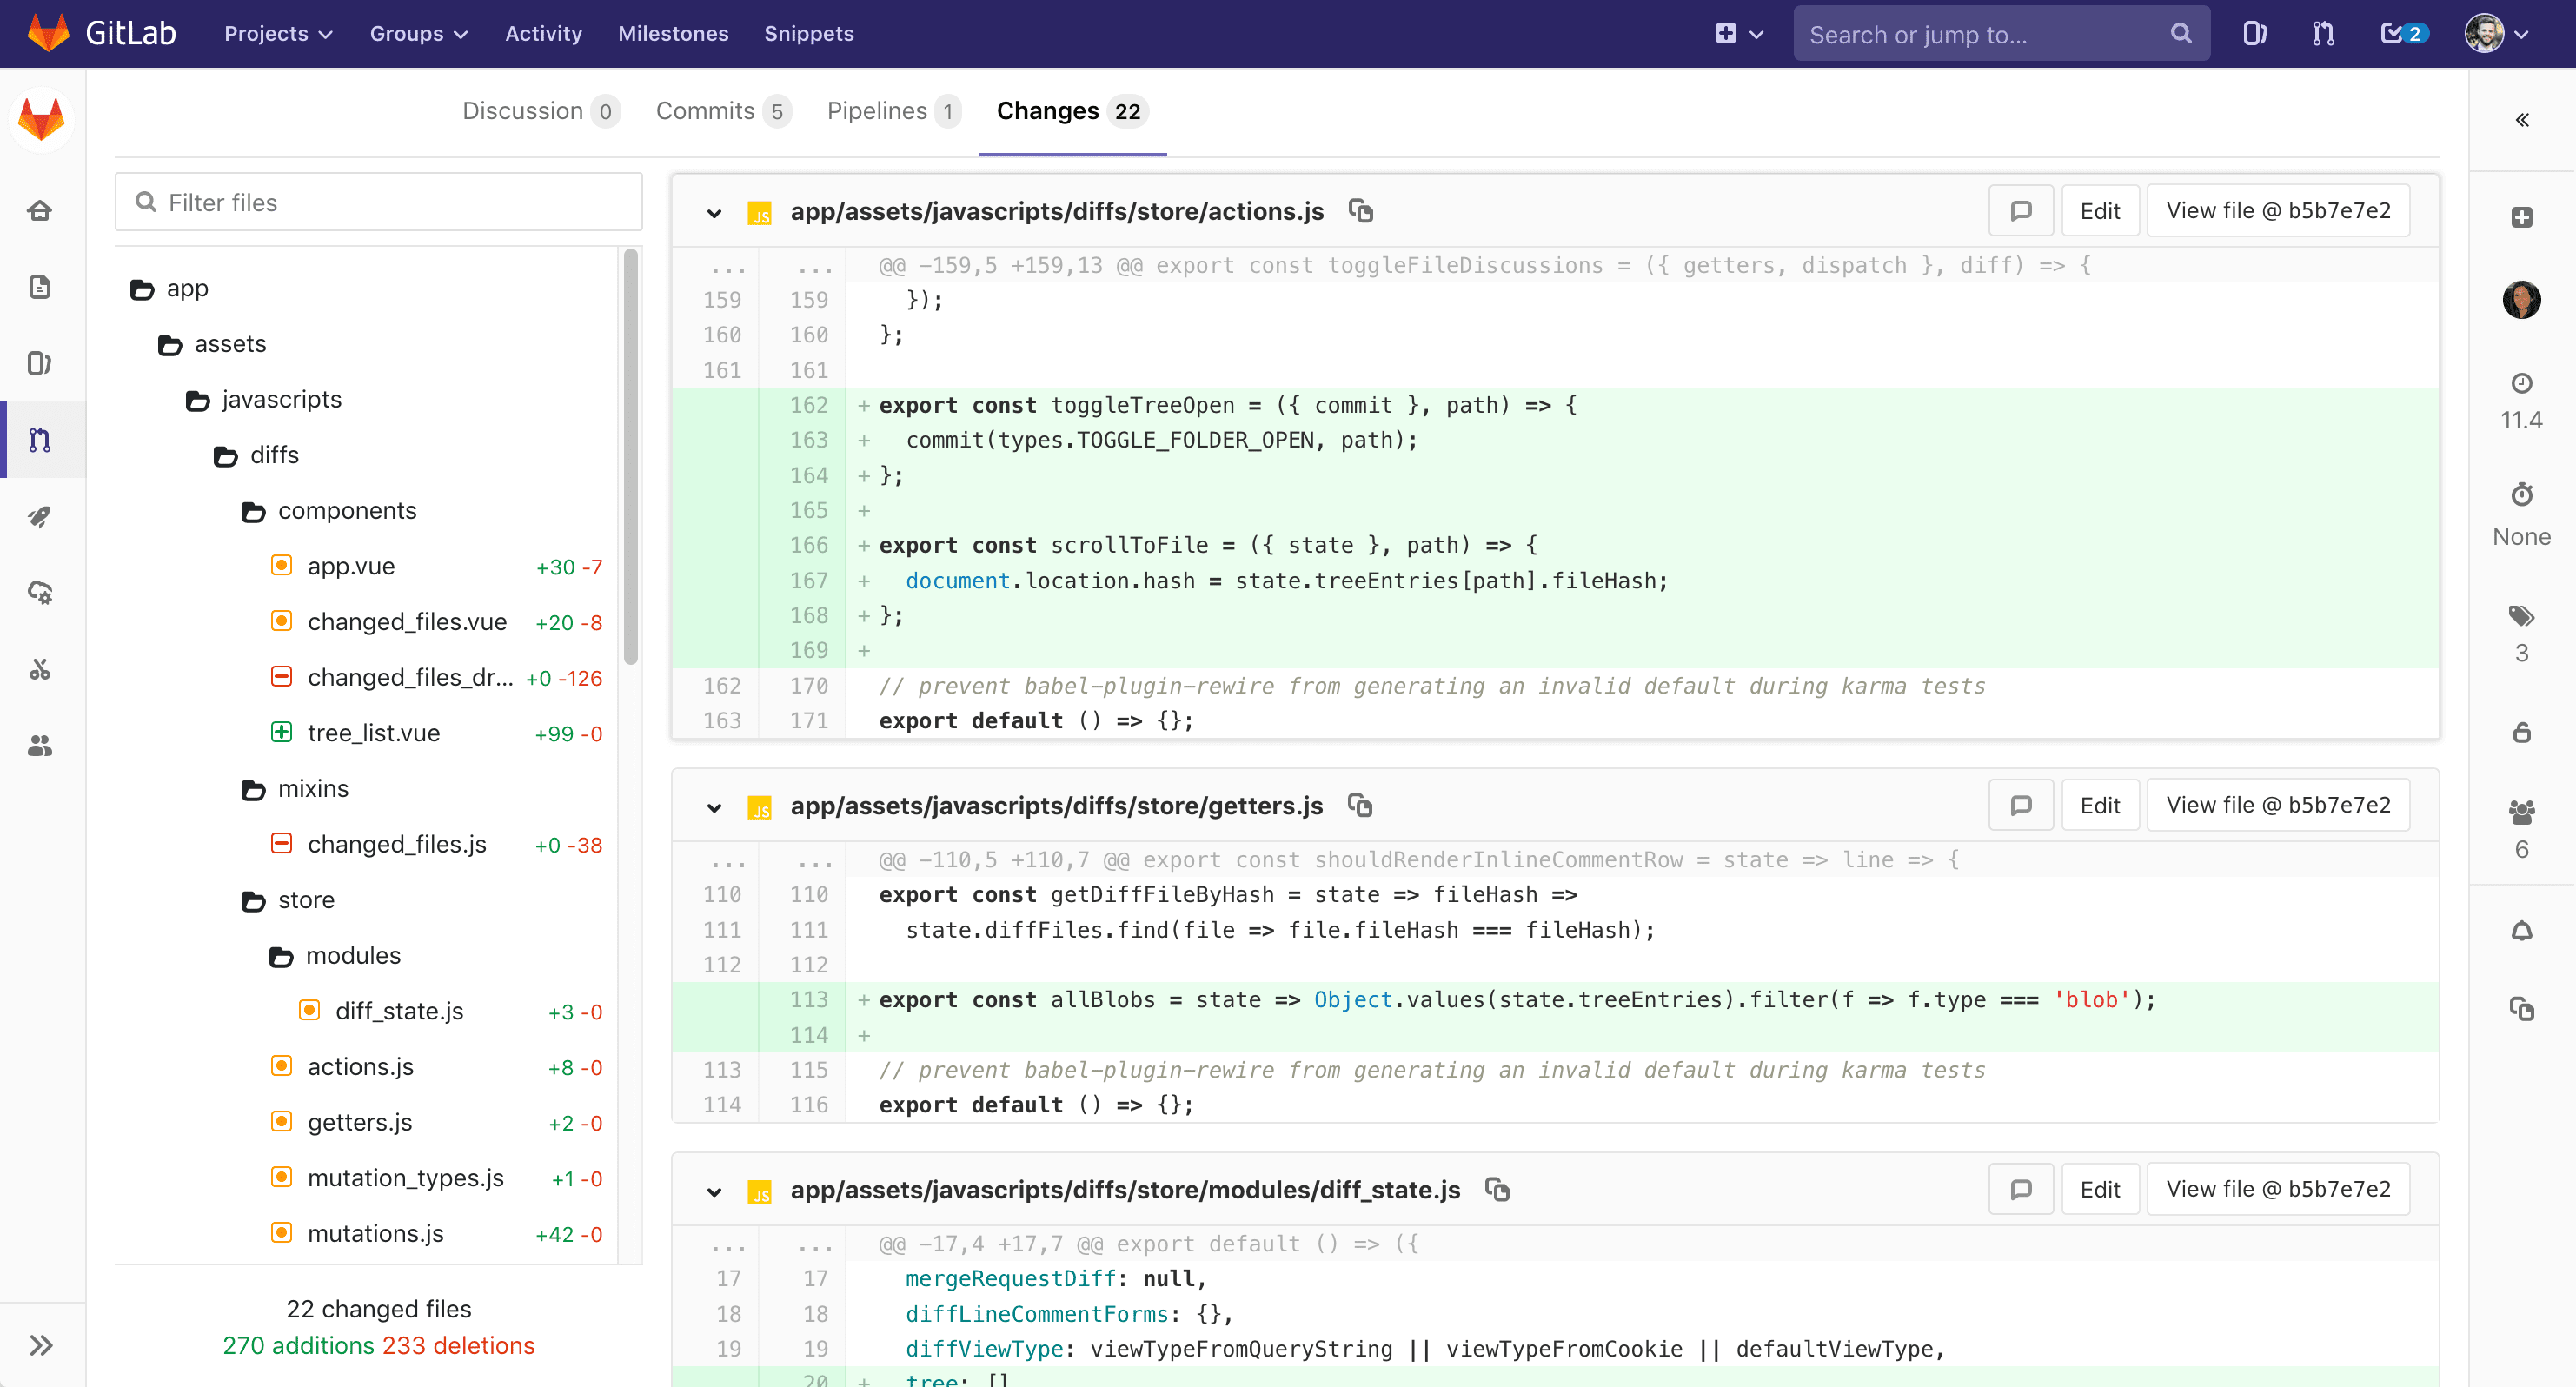 GitLab Projects Groups Activity Milestones Snippets Search or jump to... 2
Discussion 0 Commits 5 Pipelines 1 Changes 22
Filter files
app
assets
javascripts
diffs
components
app.vue +30 -7
changed_files.vue +20 -8
changed_files_dr... +0 -126
tree_list.vue +99 -0
mixins
changed_files.js +0 -38
store
modules
diff_state.js +3 -0
actions.js +8 -0
getters.js +2 -0
mutation_types.js +1 -0
mutations.js +42 -0
22 changed files
270 additions 233 deletions
JS app/assets/javascripts/diffs/store/actions.js Edit View file @ b5b7e7e2
... ... @@ -159,5 +159,13 @@ export const toggleFileDiscussions = ({ getters, dispatch }, diff) => {
159 159 });
160 160 };
161 161
162 + export const toggleTreeOpen = ({ commit }, path) => {
163 + commit(types.TOGGLE_FOLDER_OPEN, path);
164 + };
165 +
166 + export const scrollToFile = ({ state }, path) => {
167 + document.location.hash = state.treeEntries[path].fileHash;
168 + };
169 +
162 170 // prevent babel-plugin-rewire from generating an invalid default during karma tests
163 171 export default () => {};
JS app/assets/javascripts/diffs/store/getters.js Edit View file @ b5b7e7e2
... ... @@ -110,5 +110,7 @@ export const shouldRenderInlineCommentRow = state => line => {
110 110 export const getDiffFileByHash = state => fileHash =>
111 111 state.diffFiles.find(file => file.fileHash === fileHash);
112 112
113 + export const allBlobs = state => Object.values(state.treeEntries).filter(f => f.type === 'blob');
114 +
113 115 // prevent babel-plugin-rewire from generating an invalid default during karma tests
114 116 export default () => {};
JS app/assets/javascripts/diffs/store/modules/diff_state.js Edit View file @ b5b7e7e2
... ... @@ -17,4 +17,7 @@ export default () => ({
17 17 mergeRequestDiff: null,
18 18 diffLineCommentForms: {},
19 19 diffViewType: viewTypeFromQueryString || viewTypeFromCookie || defaultViewType,
20 + tree: []
11.4
None
3
6